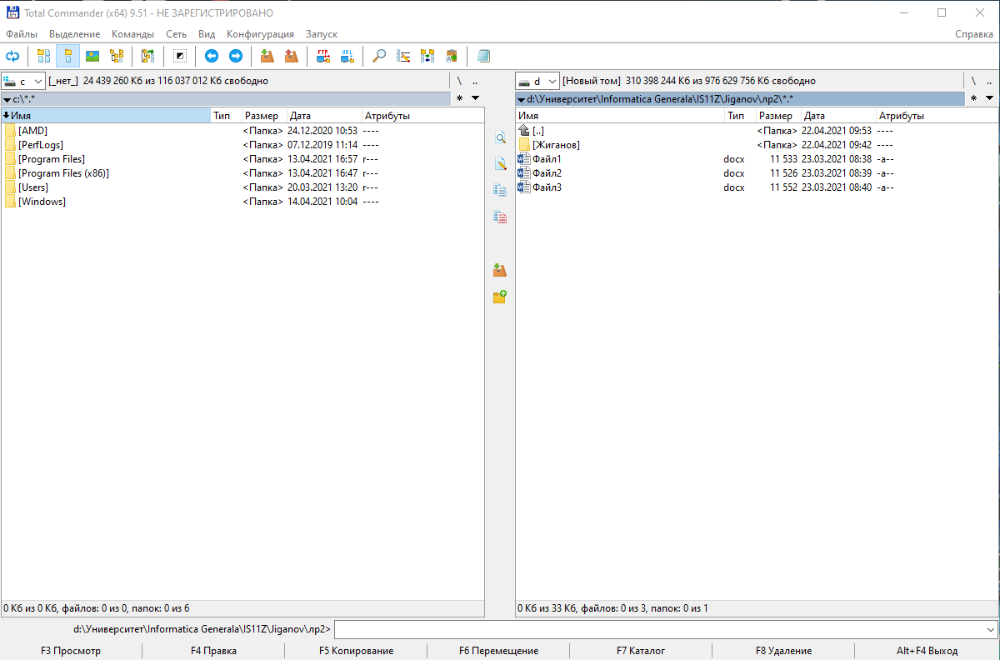 Total Commander (x64) 9.51 - НЕ ЗАРЕГИСТРИРОВАНО
Файлы Выделение Команды Сеть Вид Конфигурация Запуск Справка
FTP URL
c [_нет_] 24 439 260 Кб из 116 037 012 Кб свободно \ ..
c:\*.* * 
Имя Тип Размер Дата Атрибуты
[AMD] <Папка> 24.12.2020 10:53 ----
[PerfLogs] <Папка> 07.12.2019 11:14 ----
[Program Files] <Папка> 13.04.2021 16:57 r---
[Program Files (x86)] <Папка> 13.04.2021 16:47 r---
[Users] <Папка> 20.03.2021 13:20 r---
[Windows] <Папка> 14.04.2021 10:04 ----
0 Кб из 0 Кб, файлов: 0 из 0, папок: 0 из 6
d [Новый том] 310 398 244 Кб из 976 629 756 Кб свободно \ ..
d:\Университет\Informatica Generala\IS11Z\Jiganov\лр2\*.* *
Имя Тип Размер Дата Атрибуты
[..] <Папка> 22.04.2021 09:53 ----
[Жиганов] <Папка> 22.04.2021 09:42 ----
Файл1 docx 11 533 23.03.2021 08:38 -a--
Файл2 docx 11 526 23.03.2021 08:39 -a--
Файл3 docx 11 552 23.03.2021 08:40 -a--
0 Кб из 33 Кб, файлов: 0 из 3, папок: 0 из 1
d:\Университет\Informatica Generala\IS11Z\Jiganov\лр2>
F3 Просмотр F4 Правка F5 Копирование F6 Перемещение F7 Каталог F8 Удаление Alt+F4 Выход